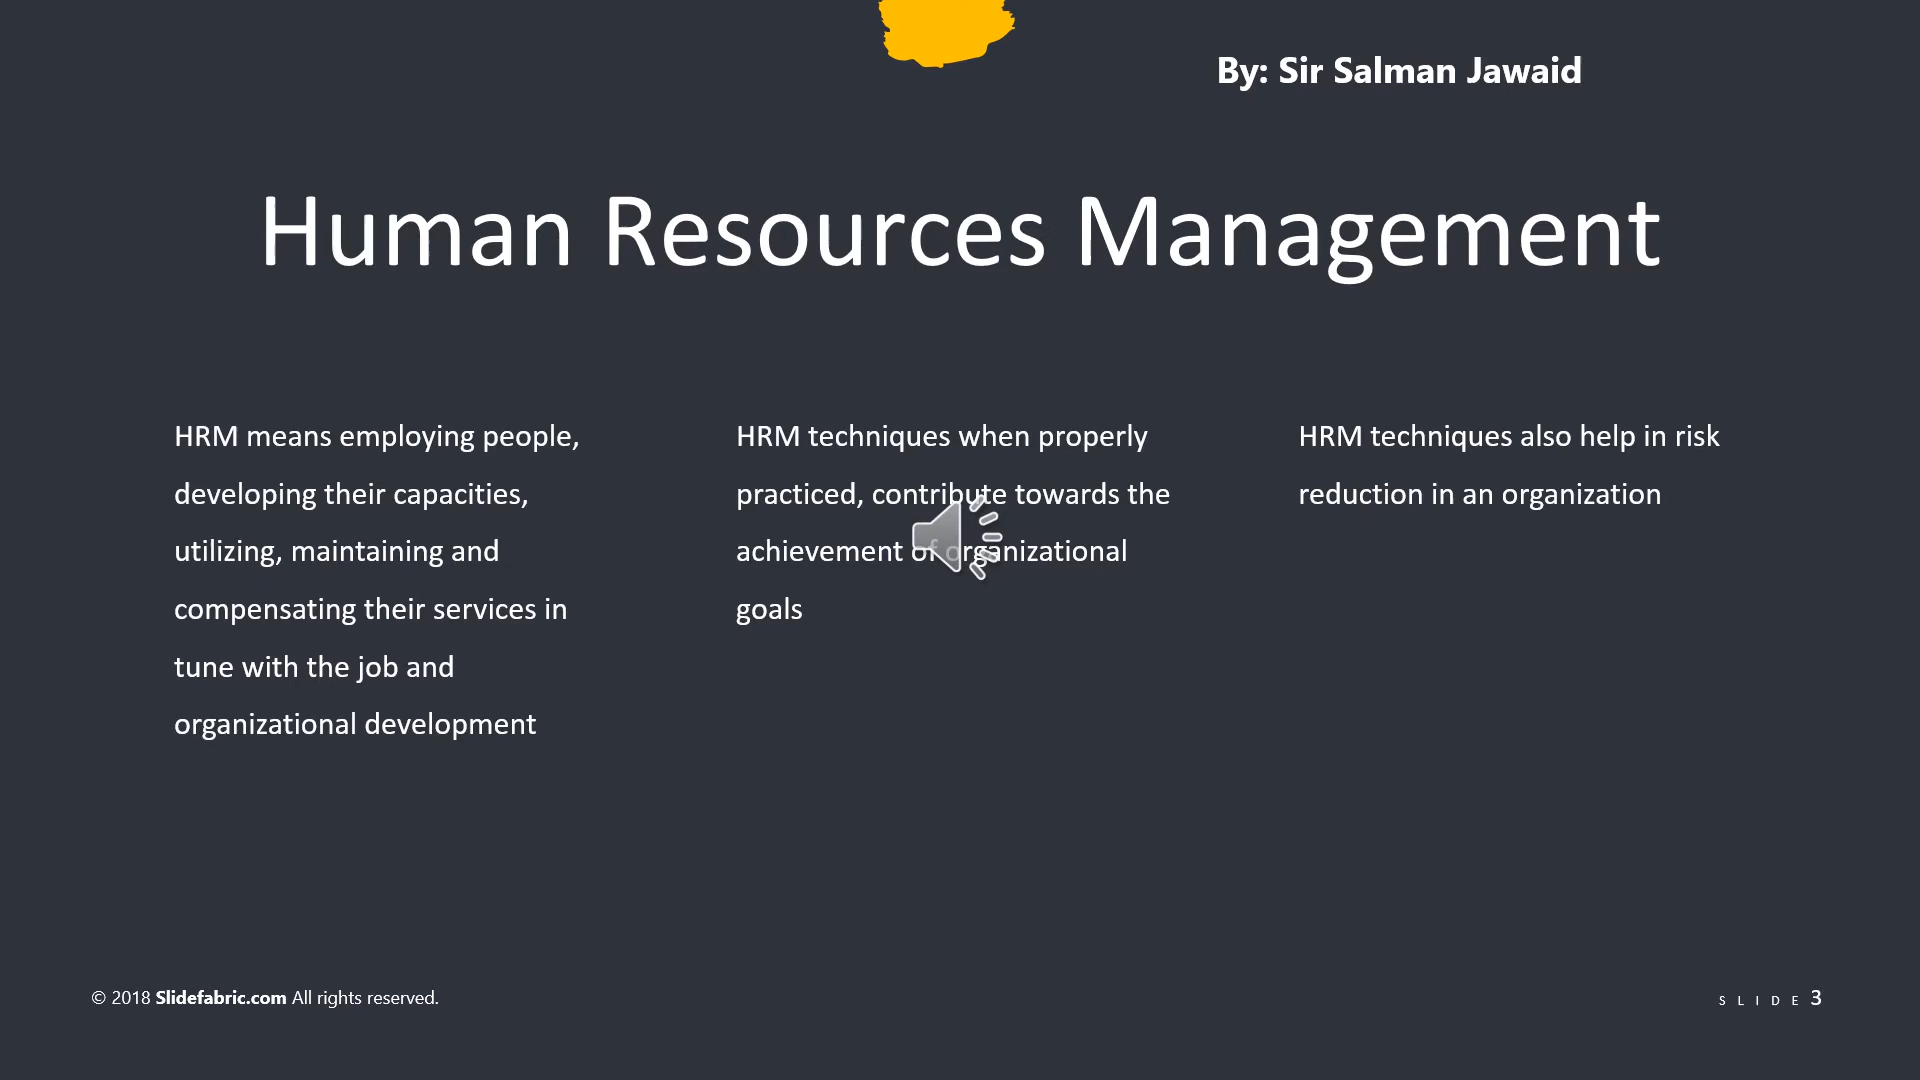 By: Sir Salman Jawaid
Human Resources Management
HRM means employing people,
developing their capacities,
utilizing, maintaining and
compensating their services in
tune with the job and
organizational development
HRM techniques when properly
practiced, contribute towards the
achievement of organizational
goals
HRM techniques also help in risk
reduction in an organization
© 2018 Slidefabric.com All rights reserved.
SLIDE 3